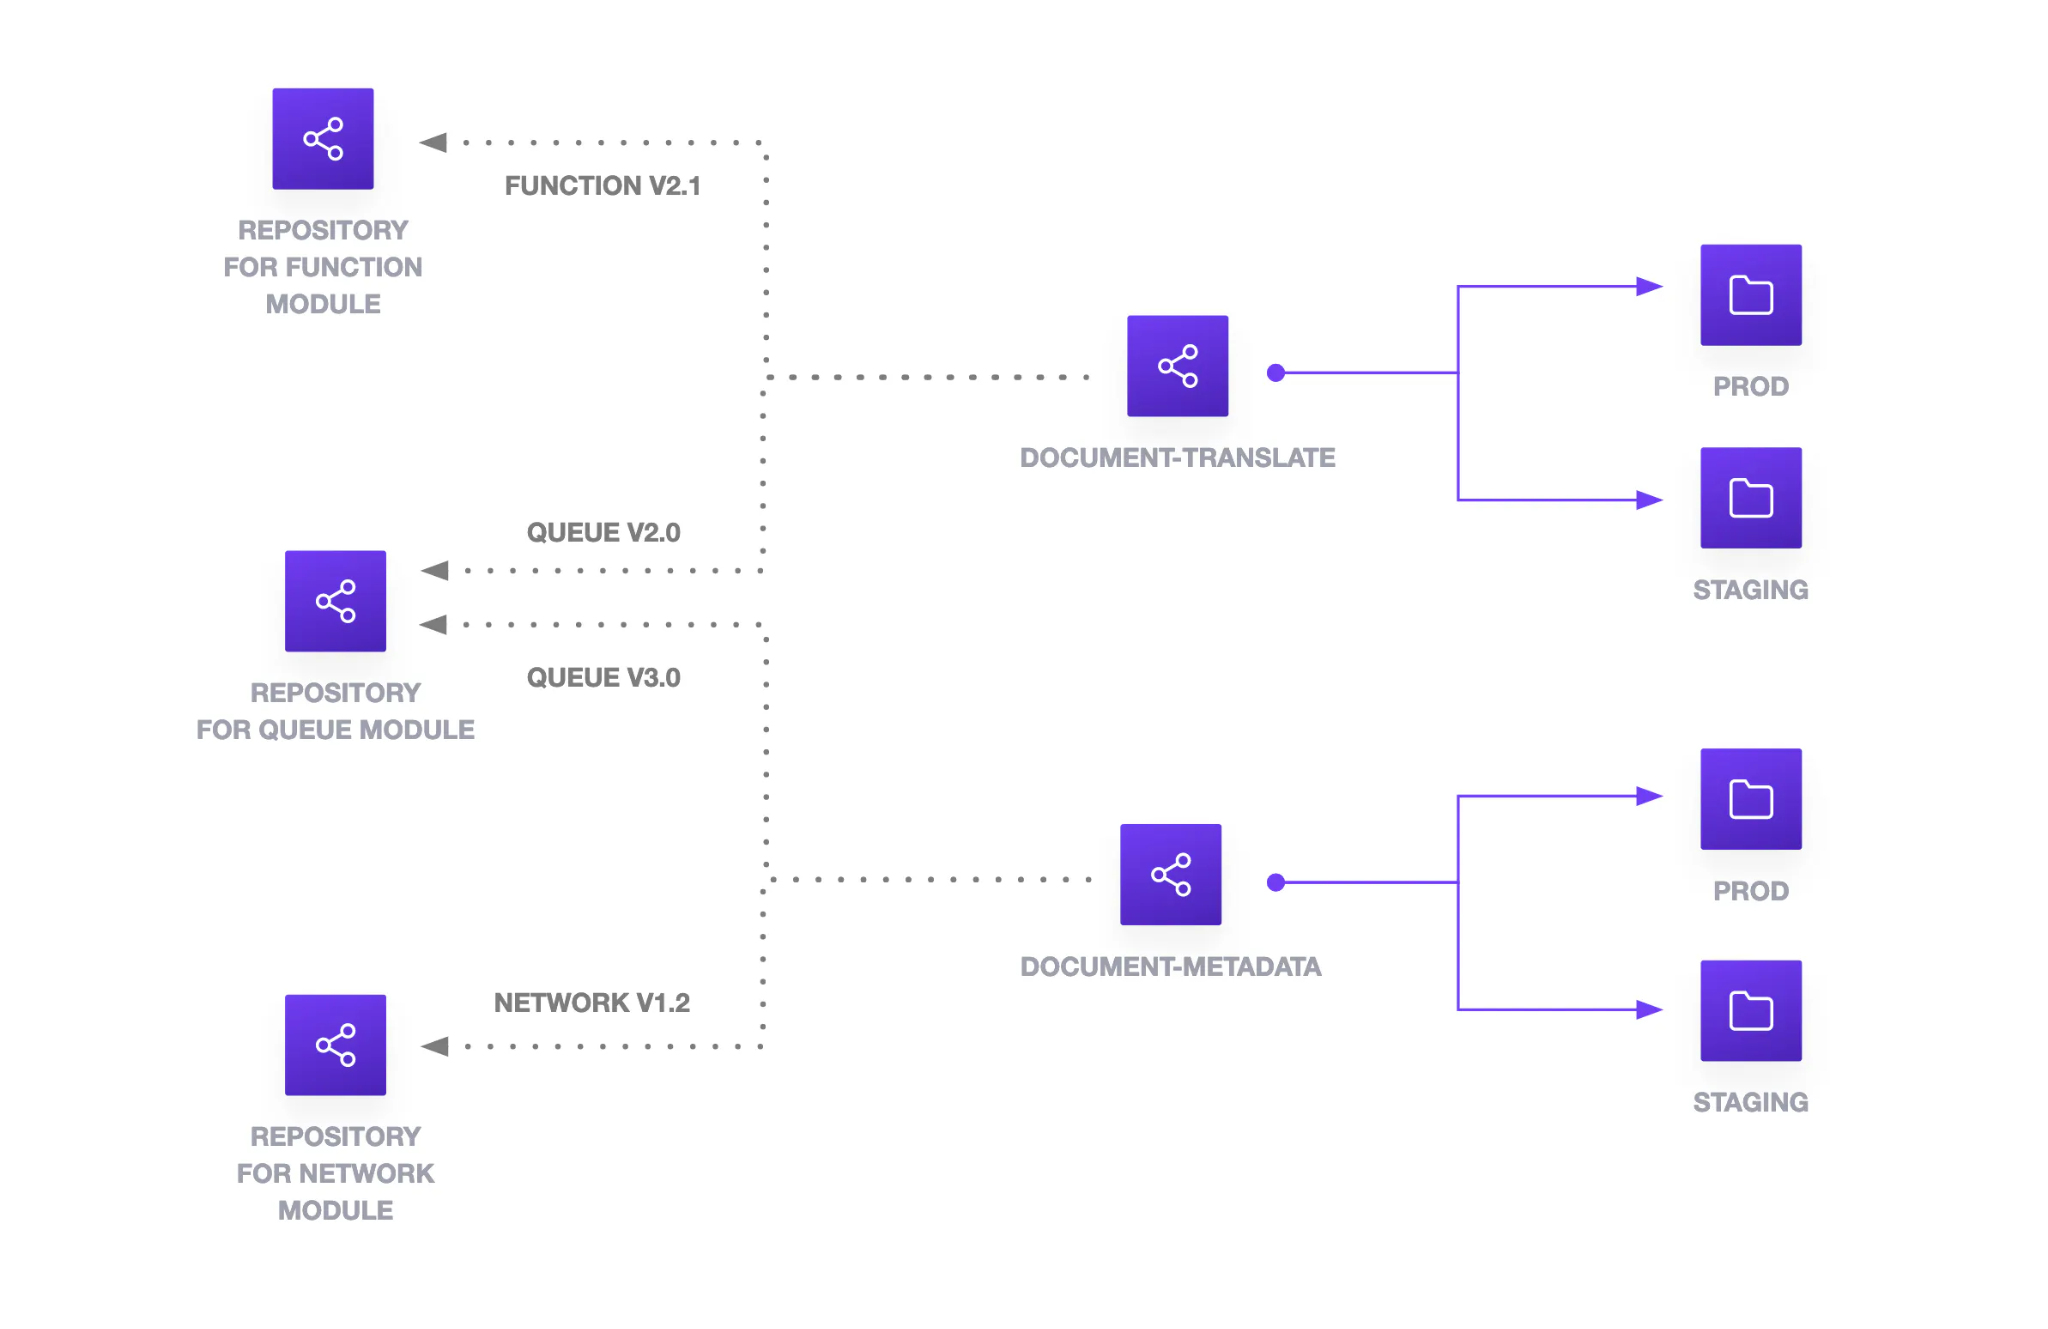 FUNCTION V2.1
REPOSITORY
FOR FUNCTION
MODULE
PROD
DOCUMENT-TRANSLATE
QUEUE V2.0
STAGING
QUEUE V3.0
REPOSITORY
FOR QUEUE MODULE
PROD
DOCUMENT-METADATA
NETWORK V1.2
STAGING
REPOSITORY
FOR NETWORK
MODULE